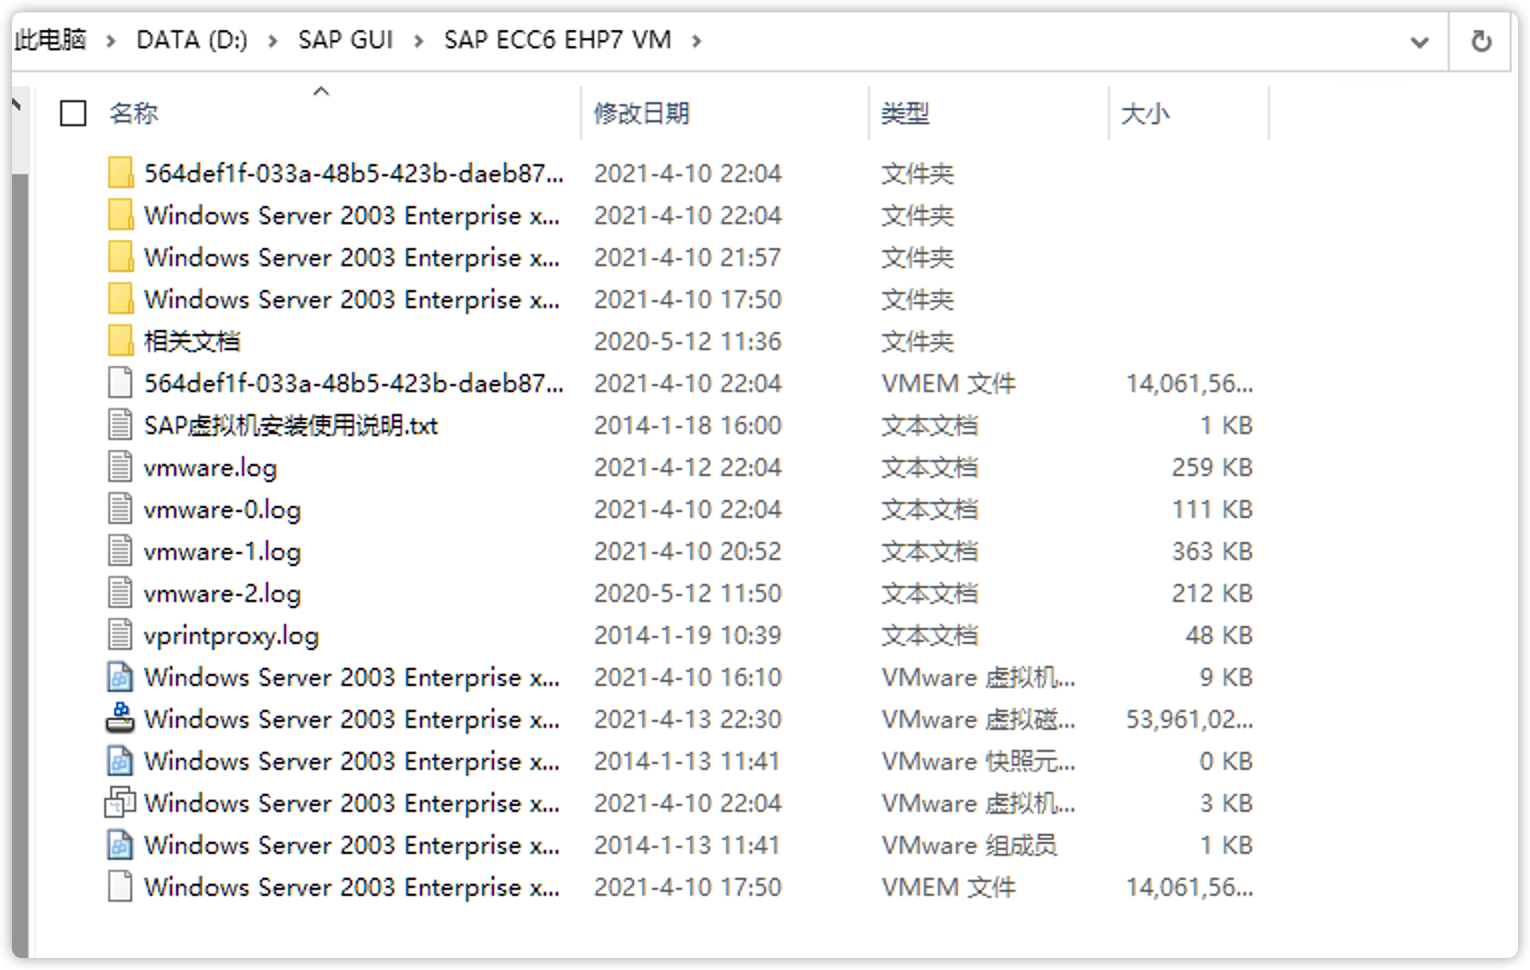 此电脑 > DATA (D:) > SAP GUI > SAP ECC6 EHP7 VM >
名称 修改日期 类型 大小
564def1f-033a-48b5-423b-daeb87... 2021-4-10 22:04 文件夹
Windows Server 2003 Enterprise x... 2021-4-10 22:04 文件夹
Windows Server 2003 Enterprise x... 2021-4-10 21:57 文件夹
Windows Server 2003 Enterprise x... 2021-4-10 17:50 文件夹
相关文档 2020-5-12 11:36 文件夹
564def1f-033a-48b5-423b-daeb87... 2021-4-10 22:04 VMEM 文件 14,061,56...
SAP虚拟机安装使用说明.txt 2014-1-18 16:00 文本文档 1 KB
vmware.log 2021-4-12 22:04 文本文档 259 KB
vmware-0.log 2021-4-10 22:04 文本文档 111 KB
vmware-1.log 2021-4-10 20:52 文本文档 363 KB
vmware-2.log 2020-5-12 11:50 文本文档 212 KB
vprintproxy.log 2014-1-19 10:39 文本文档 48 KB
Windows Server 2003 Enterprise x... 2021-4-10 16:10 VMware 虚拟机... 9 KB
Windows Server 2003 Enterprise x... 2021-4-13 22:30 VMware 虚拟磁... 53,961,02...
Windows Server 2003 Enterprise x... 2014-1-13 11:41 VMware 快照元... 0 KB
Windows Server 2003 Enterprise x... 2021-4-10 22:04 VMware 虚拟机... 3 KB
Windows Server 2003 Enterprise x... 2014-1-13 11:41 VMware 组成员 1 KB
Windows Server 2003 Enterprise x... 2021-4-10 17:50 VMEM 文件 14,061,56...